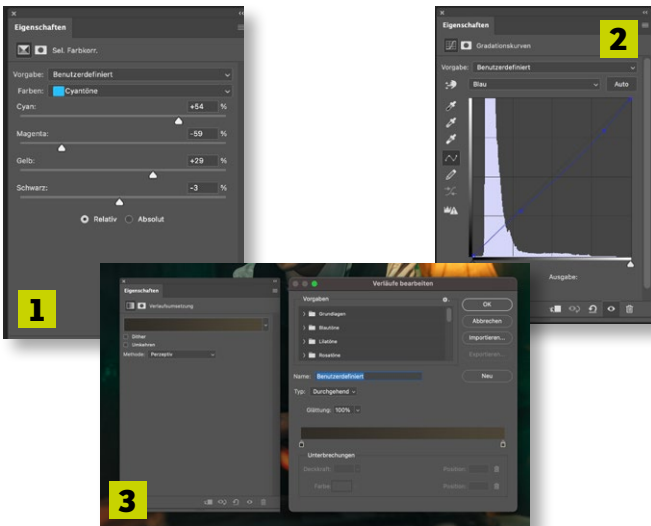 Eigenschaften
Sel. Farbkorr.
Vorgabe: Benutzerdefiniert
Farben: Cyantöne
Cyan: +54 %
Magenta: -59 %
Gelb: +29 %
Schwarz: -3 %
Relativ Absolut
1
Eigenschaften
2
Gradationskurven
Vorgabe: Benutzerdefiniert
Blau Auto
Ausgabe:
Eigenschaften
Verlaufsumsetzung
Dither
Umkehren
Methode: Perzeptiv
3
Verläufe bearbeiten
Vorgaben
Grundlagen
Blautöne
Lilatöne
Rosatöne
OK
Abbrechen
Importieren...
Exportieren...
Name: Benutzerdefiniert
Neu
Typ: Durchgehend
Glättung: 100%
Unterbrechungen
Deckkraft: Position:
Farbe: Position: